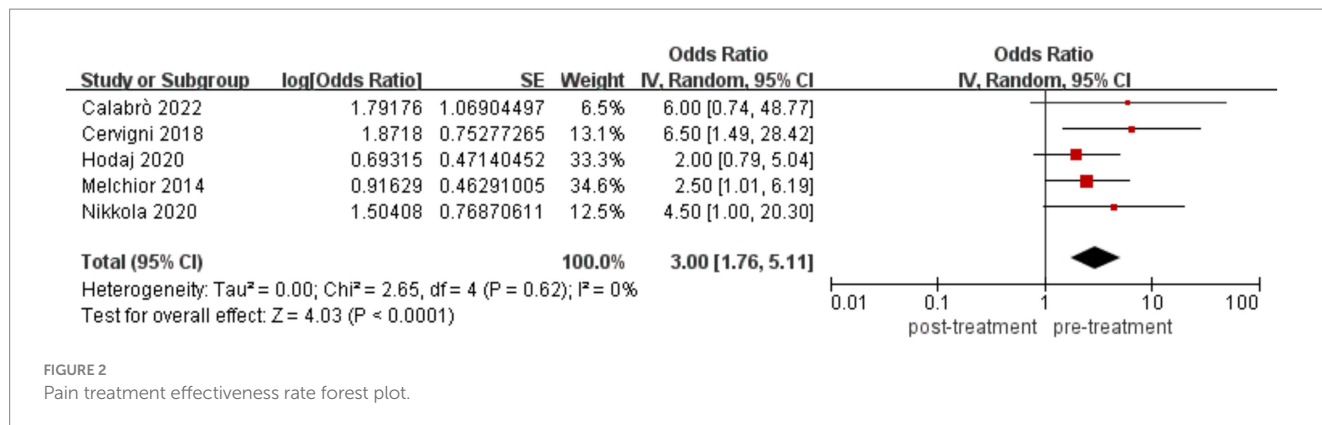 Odds Ratio Odds Ratio
Study or Subgroup log[Odds Ratio] SE Weight IV, Random, 95% CI IV, Random, 95% CI
Calabrò 2022 1.79176 1.06904497 6.5% 6.00 [0.74, 48.77]
Cervigni 2018 1.8718 0.75277265 13.1% 6.50 [1.49, 28.42]
Hodaj 2020 0.69315 0.47140452 33.3% 2.00 [0.79, 5.04]
Melchior 2014 0.91629 0.46291005 34.6% 2.50 [1.01, 6.19]
Nikkola 2020 1.50408 0.76870611 12.5% 4.50 [1.00, 20.30]
Total (95% CI) 100.0% 3.00 [1.76, 5.11]
Heterogeneity: Tau² = 0.00; Chi² = 2.65, df = 4 (P = 0.62); I² = 0%
Test for overall effect: Z = 4.03 (P < 0.0001)
0.01 0.1 1 10 100
post-treatment pre-treatment
FIGURE 2
Pain treatment effectiveness rate forest plot.